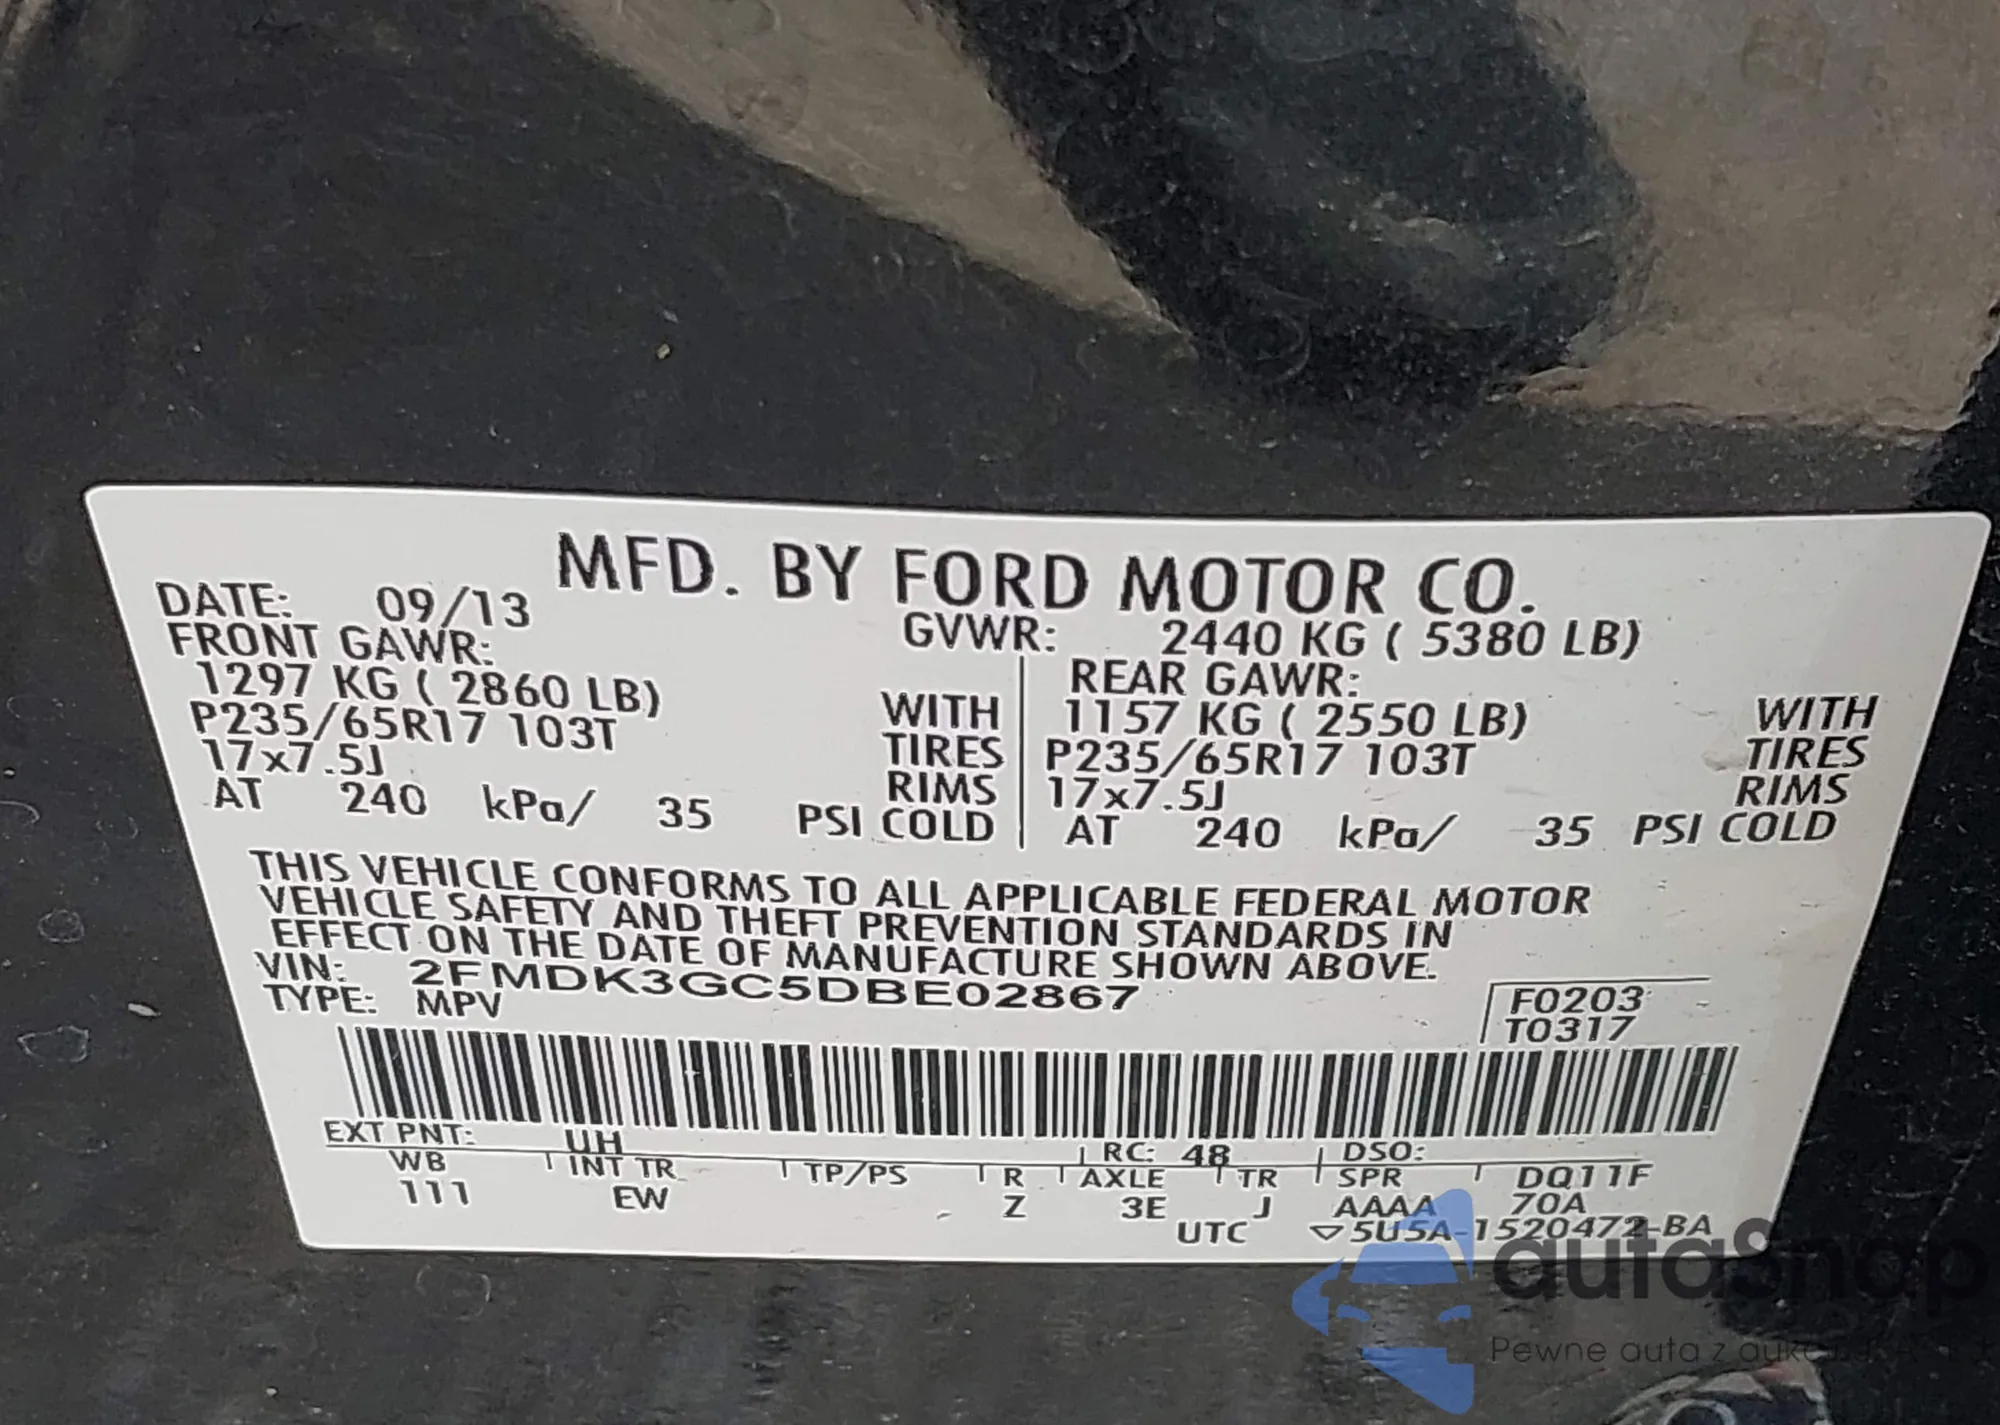 MFD. BY FORD MOTOR CO.
DATE: 09/13
GVWR: 2440 KG ( 5380 LB)
FRONT GAWR:
1297 KG ( 2860 LB) WITH
P235/65R17 103T TIRES
17x7.5J RIMS
AT 240 kPa/ 35 PSI COLD
REAR GAWR:
1157 KG ( 2550 LB) WITH
P235/65R17 103T TIRES
17x7.5J RIMS
AT 240 kPa/ 35 PSI COLD
THIS VEHICLE CONFORMS TO ALL APPLICABLE FEDERAL MOTOR
VEHICLE SAFETY AND THEFT PREVENTION STANDARDS IN
EFFECT ON THE DATE OF MANUFACTURE SHOWN ABOVE.
VIN: 2FMDK3GC5DBE02867
TYPE: MPV
F0203
T0317
EXT PNT: UH RC: 48 DSO:
WB INT TR TP/PS R AXLE TR SPR DQ11F
111 EW Z 3E J AAAA 70A
UTC ▽5U5A-1520472-BA
autaSnap
Pewne auta z